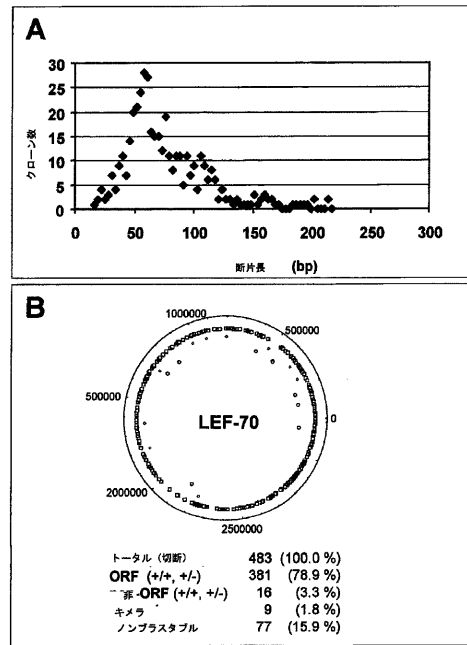 A
クローン数
30
25
20
15
10
5
0
0 50 100 150 200 250 300
断片長 (bp)
B
1000000
500000
500000
0
LEF-70
2000000
2500000
トータル (切断) 483 (100.0 %)
ORF (+/+, +/-) 381 (78.9 %)
非-ORF (+/+, +/-) 16 (3.3 %)
キメラ 9 (1.8 %)
ノンブラスタブル 77 (15.9 %)